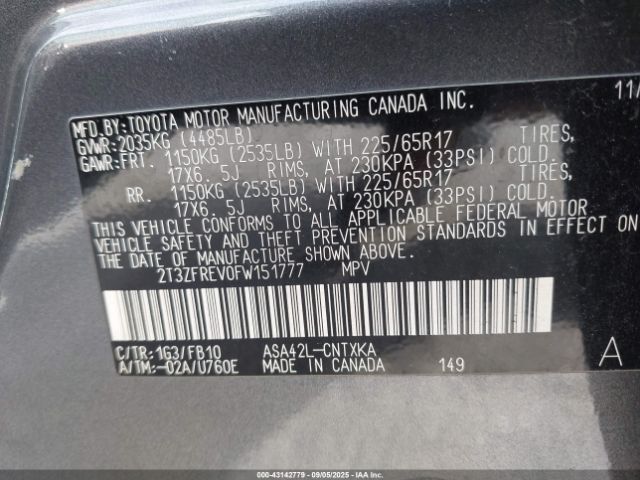 MFD.BY:TOYOTA MOTOR MANUFACTURING CANADA INC. 11/
GVWR:2035KG (4485LB)
GAWR:FRT. 1150KG (2535LB) WITH 225/65R17 TIRES,
17X6. 5J RIMS, AT 230KPA (33PSI) COLD.
RR. 1150KG (2535LB) WITH 225/65R17 TIRES,
17X6. 5J RIMS, AT 230KPA (33PSI) COLD.
THIS VEHICLE CONFORMS TO ALL APPLICABLE FEDERAL MOTOR
VEHICLE SAFETY AND THEFT PREVENTION STANDARDS IN EFFECT ON
THE DATE OF MANUFACTURE SHOWN ABOVE.
2T3ZFREV0FW151777 MPV
C/TR:1G3/FB10 ASA42L-CNTXKA A
A/TM:-02A/U760E MADE IN CANADA 149
000-43142779 - 09/05/2025 - IAAI.CA